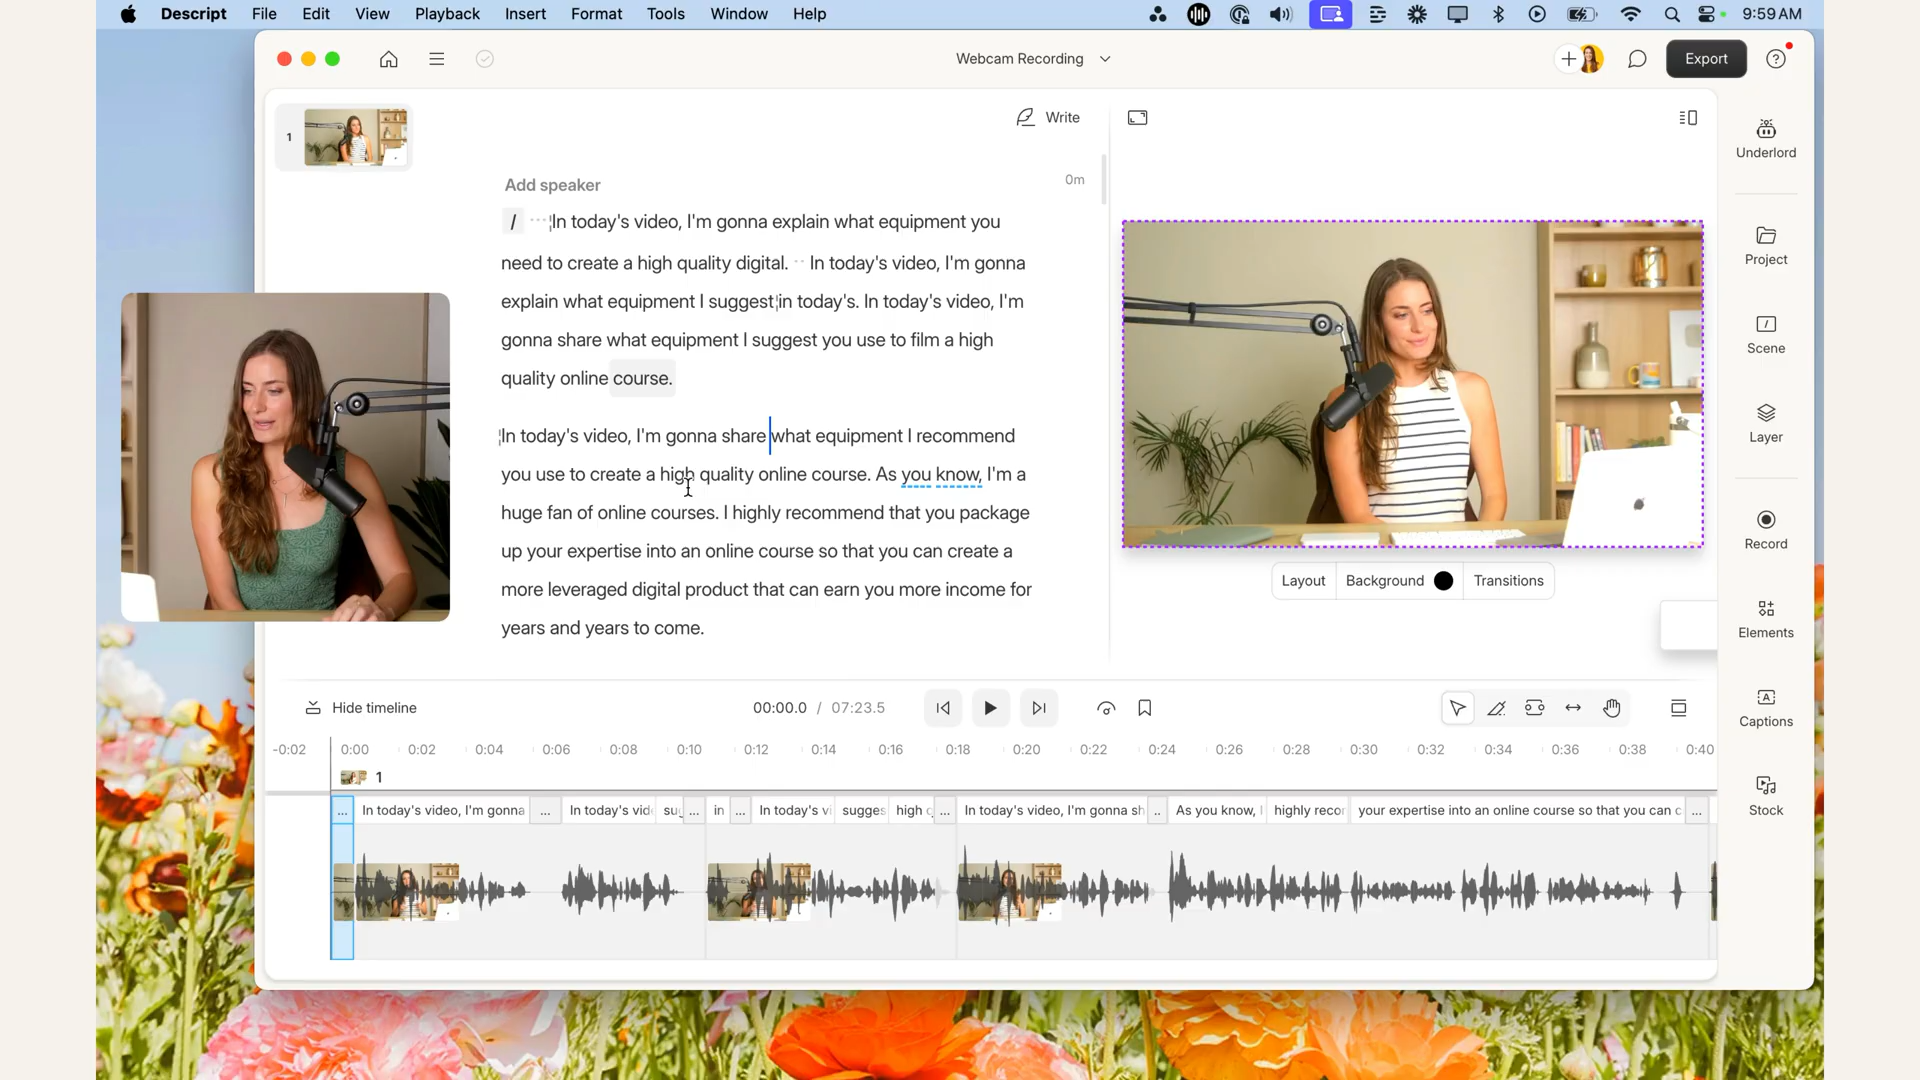 Descript File Edit View Playback Insert Format Tools Window Help 9:59 AM
Webcam Recording
Export
1
Write
Add speaker
0m
/ In today's video, I'm gonna explain what equipment you
need to create a high quality digital. In today's video, I'm gonna
explain what equipment I suggest in today's. In today's video, I'm
gonna share what equipment I suggest you use to film a high
quality online course.
In today's video, I'm gonna share what equipment I recommend
you use to create a high quality online course. As you know, I'm a
huge fan of online courses. I highly recommend that you package
up your expertise into an online course so that you can create a
more leveraged digital product that can earn you more income for
years and years to come.
Layout Background Transitions
Underlord
Project
Scene
Layer
Record
Elements
Captions
Stock
Hide timeline
00:00.0 / 07:23.5
-0:02 0:00 0:02 0:04 0:06 0:08 0:10 0:12 0:14 0:16 0:18 0:20 0:22 0:24 0:26 0:28 0:30 0:32 0:34 0:36 0:38 0:40
1
... In today's video, I'm gonna ... In today's vid sug ... in ... In today's vi sugges high q ... In today's video, I'm gonna sh .. As you know, I highly recor your expertise into an online course so that you can c ...